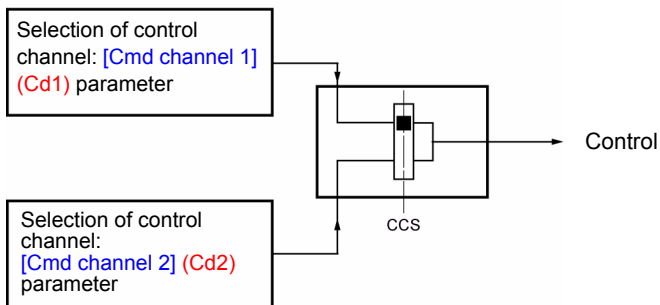 Selection of control
channel: [Cmd channel 1]
(Cd1) parameter
Control
Selection of control
channel:
[Cmd channel 2] (Cd2)
parameter
CCS